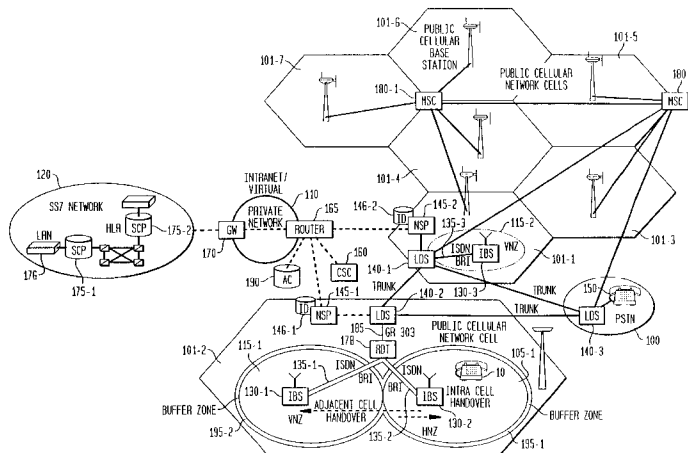 101-6
PUBLIC
CELLULAR
BASE
STATION
101-5
101-7
PUBLIC CELLULAR
NETWORK CELLS
180-1
MSC
MSC
180
120
SS7 NETWORK
INTRANET/
VIRTUAL
110
PRIVATE
NETWORK
165
101-4
146-2
ID
145-2
135-3
115-2
LAN
HLR
SCP
175-2
GW
ROUTER
NSP
ISDN
VNZ
101-3
SCP
176
175-1
170
160
LDS
BRI
IBS
101-1
140-1
130-3
190
AC
CSC
TRUNK
TRUNK
150
146-1
ID
145-1
140-2
NSP
LDS
TRUNK
LDS
PSTN
185
GR 303
PUBLIC CELLULAR
NETWORK CELL
140-3
100
101-2
178
RDT
115-1
135-1
ISDN
ISDN
10
105-1
130-1
IBS
BRI
BRI
IBS
INTRA CELL
HANDOVER
BUFFER ZONE
ADJACENT CELL
HANDOVER
130-2
BUFFER ZONE
VNZ
HNZ
195-2
135-2
195-1